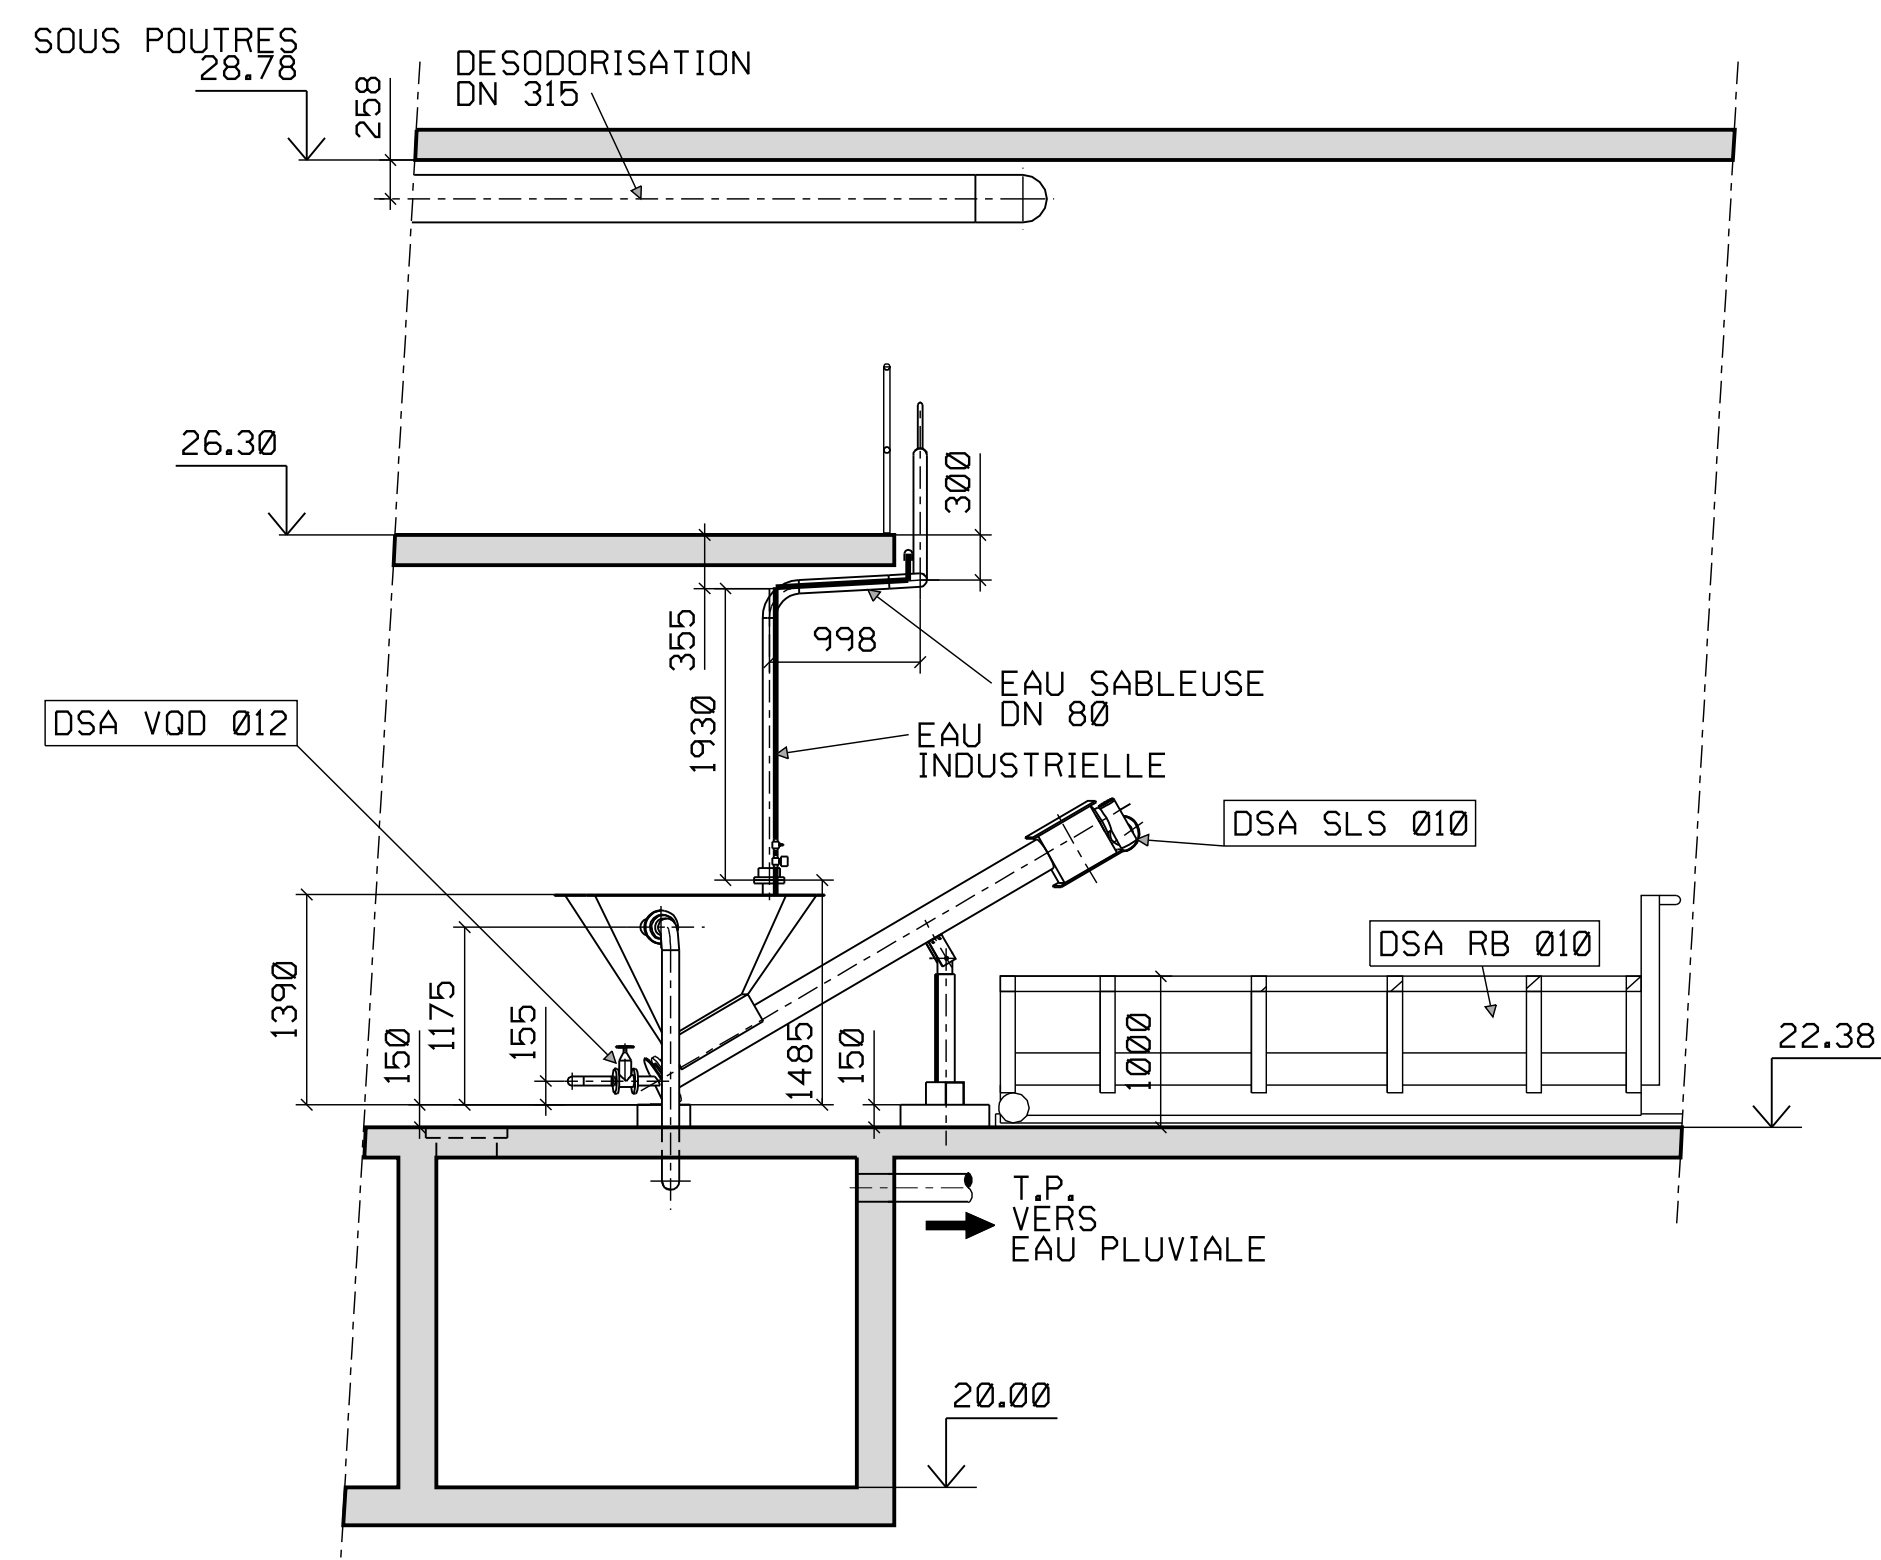 SOUS POUTRES
28.78
258
DESODORISATION
DN 315
26.30
300
355
998
1930
EAU SABLEUSE
DN 80
EAU
INDUSTRIELLE
DSA VQD Ø12
DSA SLS Ø10
DSA RB Ø10
1390
150
1175
155
1485
150
1000
22.38
T.P.
VERS
EAU PLUVIALE
20.00